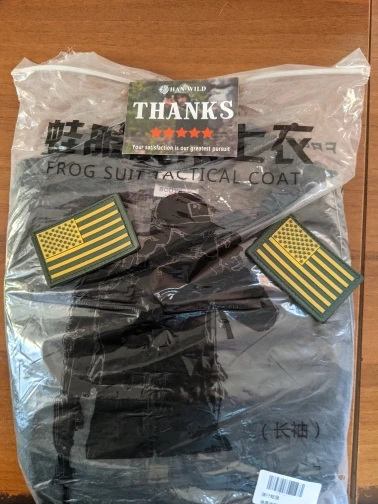 HAN·WILD
THANKS
Your satisfaction is our greatest pursuit
上衣
FROG SUIT TACTICAL COAT
（长袖）